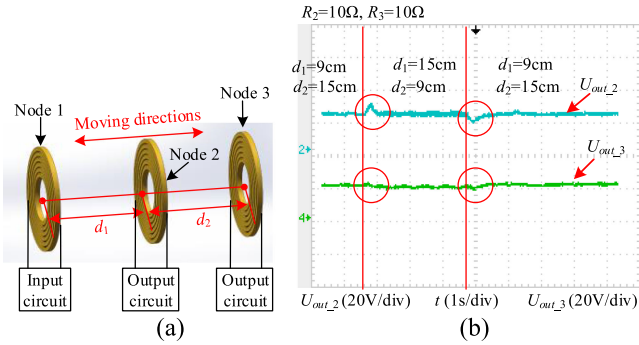 R2=10Ω, R3=10Ω
Node 1
Moving directions
Node 3
Node 2
d1
d2
Input circuit
Output circuit
Output circuit
(a)
d1=9cm
d2=15cm
d1=15cm
d2=9cm
d1=9cm
d2=15cm
Uout_2
Uout_3
2
4
Uout_2 (20V/div)
t (1s/div)
Uout_3 (20V/div)
(b)